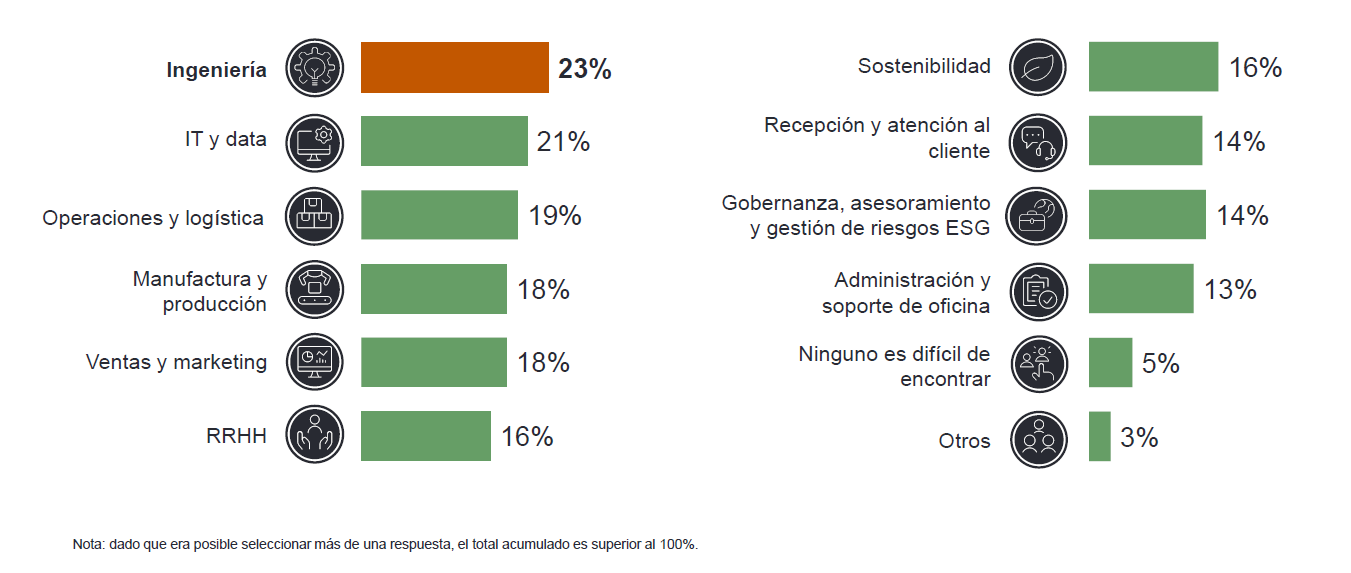 Ingeniería
23%
IT y data
21%
Operaciones y logística
19%
Manufactura y
producción
18%
Ventas y marketing
18%
RRHH
16%
Sostenibilidad
16%
Recepción y atención al
cliente
14%
Gobernanza, asesoramiento
y gestión de riesgos ESG
14%
Administración y
soporte de oficina
13%
Ninguno es difícil de
encontrar
5%
Otros
3%
Nota: dado que era posible seleccionar más de una respuesta, el total acumulado es superior al 100%.